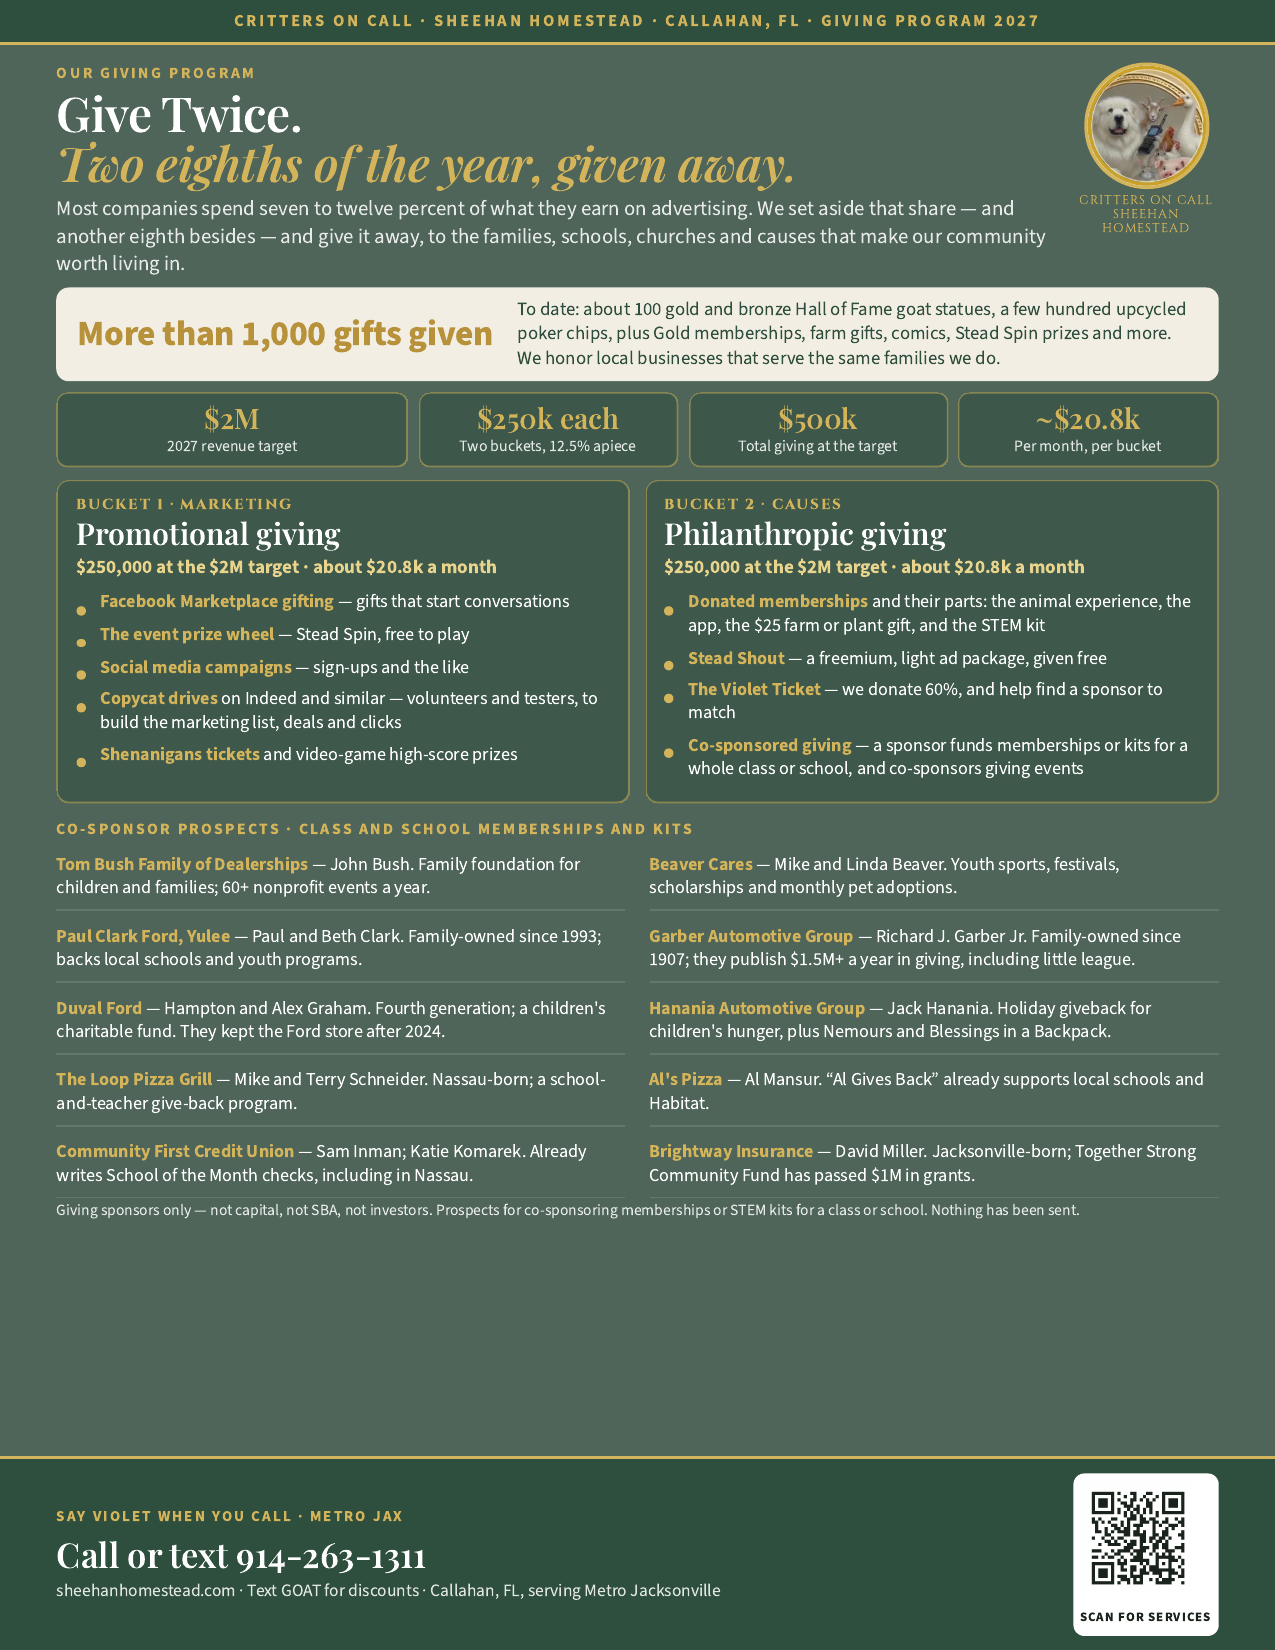 CRITTERS ON CALL · SHEEHAN HOMESTEAD · CALLAHAN, FL · GIVING PROGRAM 2027
OUR GIVING PROGRAM
Give Twice.
Two eighths of the year, given away.
Most companies spend seven to twelve percent of what they earn on advertising. We set aside that share — and
another eighth besides — and give it away, to the families, schools, churches and causes that make our community
worth living in.
CRITTERS ON CALL
SHEEHAN
HOMESTEAD
More than 1,000 gifts given
To date: about 100 gold and bronze Hall of Fame goat statues, a few hundred upcycled
poker chips, plus Gold memberships, farm gifts, comics, Stead Spin prizes and more.
We honor local businesses that serve the same families we do.
$2M
2027 revenue target
$250k each
Two buckets, 12.5% apiece
$500k
Total giving at the target
~$20.8k
Per month, per bucket
BUCKET 1 · MARKETING
Promotional giving
$250,000 at the $2M target · about $20.8k a month
Facebook Marketplace gifting — gifts that start conversations
The event prize wheel — Stead Spin, free to play
Social media campaigns — sign-ups and the like
Copycat drives on Indeed and similar — volunteers and testers, to
build the marketing list, deals and clicks
Shenanigans tickets and video-game high-score prizes
BUCKET 2 · CAUSES
Philanthropic giving
$250,000 at the $2M target · about $20.8k a month
Donated memberships and their parts: the animal experience, the
app, the $25 farm or plant gift, and the STEM kit
Stead Shout — a freemium, light ad package, given free
The Violet Ticket — we donate 60%, and help find a sponsor to
match
Co-sponsored giving — a sponsor funds memberships or kits for a
whole class or school, and co-sponsors giving events
CO-SPONSOR PROSPECTS · CLASS AND SCHOOL MEMBERSHIPS AND KITS
Tom Bush Family of Dealerships — John Bush. Family foundation for
children and families; 60+ nonprofit events a year.
Beaver Cares — Mike and Linda Beaver. Youth sports, festivals,
scholarships and monthly pet adoptions.
Paul Clark Ford, Yulee — Paul and Beth Clark. Family-owned since 1993;
backs local schools and youth programs.
Garber Automotive Group — Richard J. Garber Jr. Family-owned since
1907; they publish $1.5M+ a year in giving, including little league.
Duval Ford — Hampton and Alex Graham. Fourth generation; a children's
charitable fund. They kept the Ford store after 2024.
Hanania Automotive Group — Jack Hanania. Holiday giveback for
children's hunger, plus Nemours and Blessings in a Backpack.
The Loop Pizza Grill — Mike and Terry Schneider. Nassau-born; a school-
and-teacher give-back program.
Al's Pizza — Al Mansur. “Al Gives Back” already supports local schools and
Habitat.
Community First Credit Union — Sam Inman; Katie Komarek. Already
writes School of the Month checks, including in Nassau.
Brightway Insurance — David Miller. Jacksonville-born; Together Strong
Community Fund has passed $1M in grants.
Giving sponsors only — not capital, not SBA, not investors. Prospects for co-sponsoring memberships or STEM kits for a class or school. Nothing has been sent.
SAY VIOLET WHEN YOU CALL · METRO JAX
Call or text 914-263-1311
sheehanhomestead.com · Text GOAT for discounts · Callahan, FL, serving Metro Jacksonville
SCAN FOR SERVICES